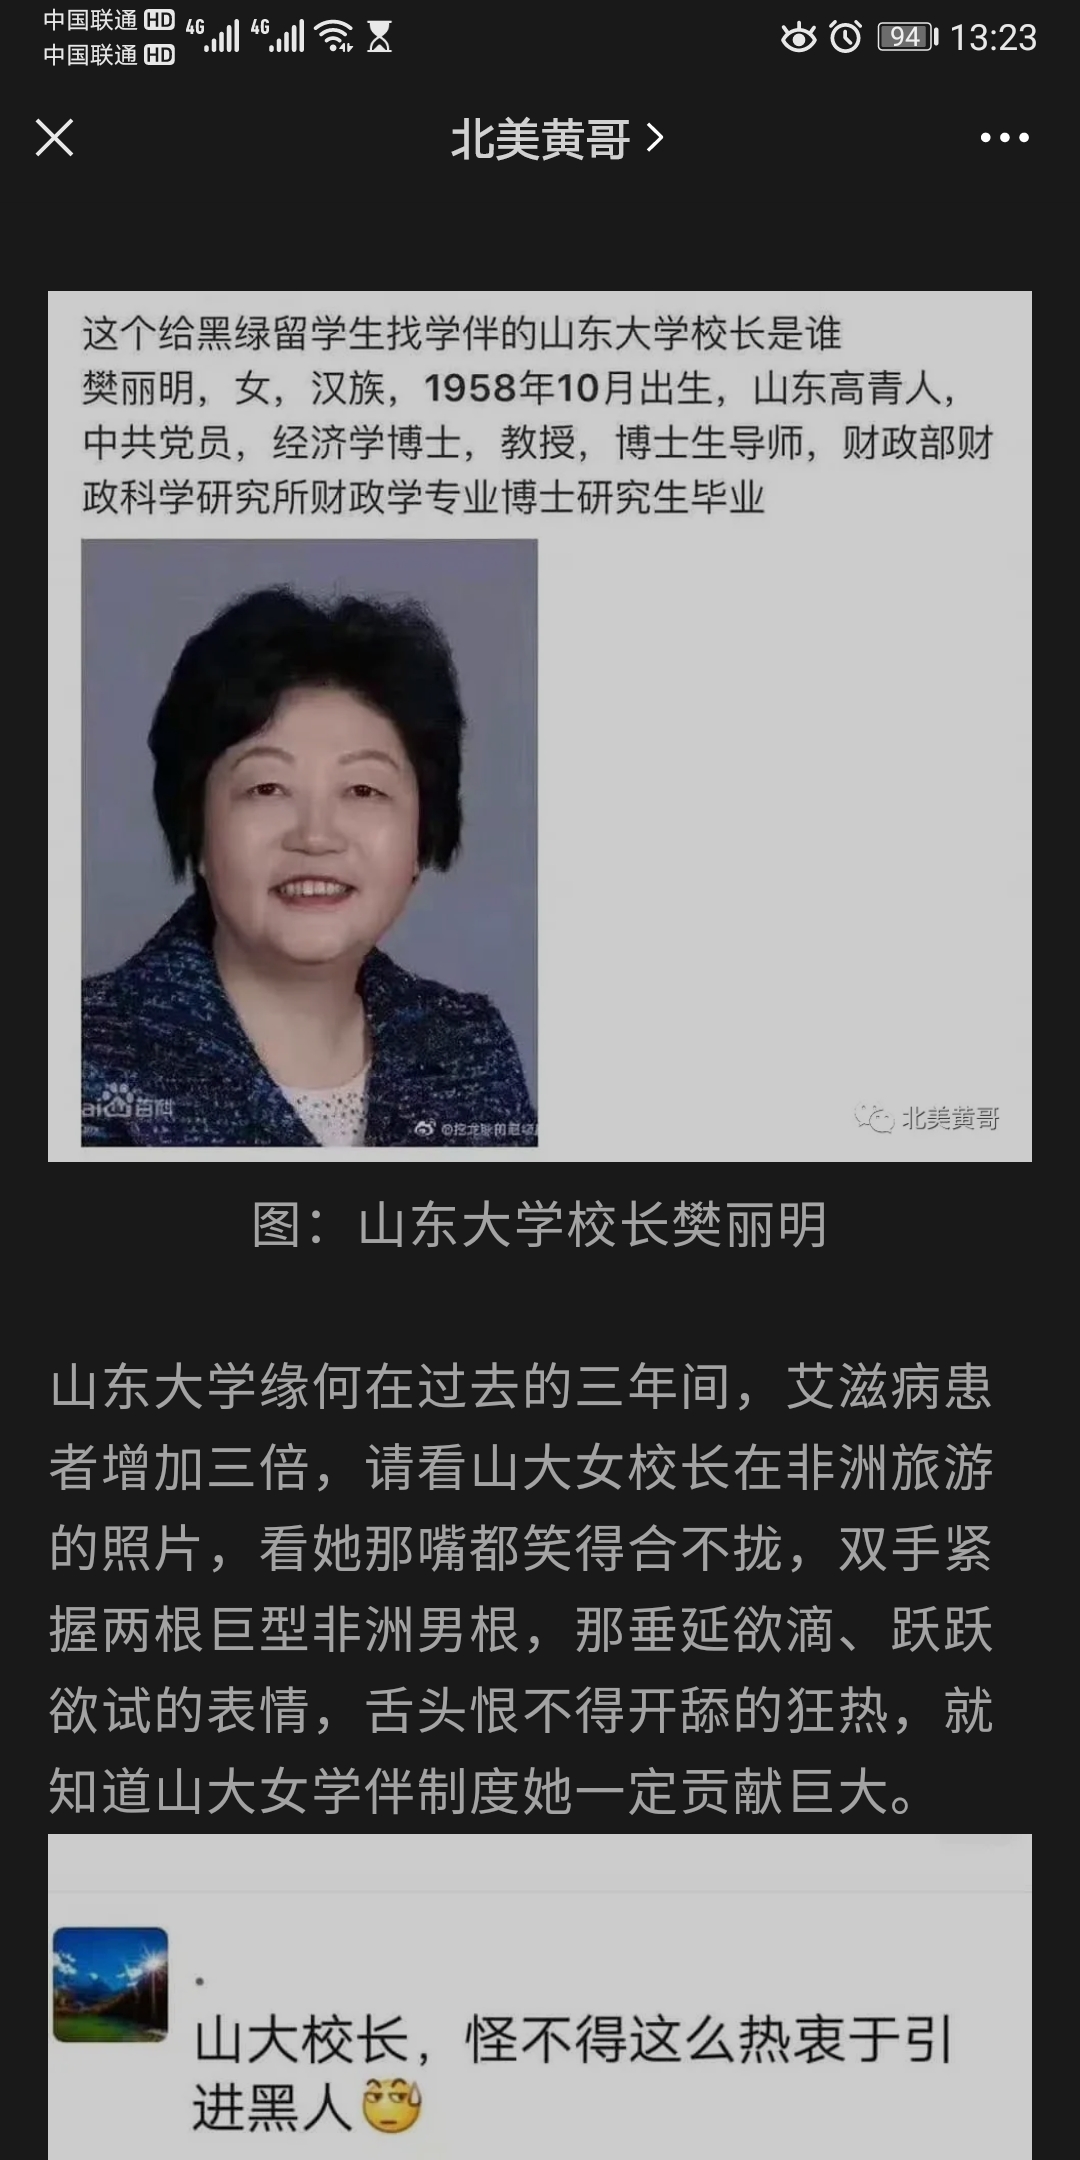 中国联通 HD 4G 4G 94 13:23
中国联通 HD
北美黄哥
这个给黑绿留学生找学伴的山东大学校长是谁
樊丽明，女，汉族，1958年10月出生，山东高青人，
中共党员，经济学博士，教授，博士生导师，财政部财
政科学研究所财政学专业博士研究生毕业
北美黄哥
图：山东大学校长樊丽明
山东大学缘何在过去的三年间，艾滋病患
者增加三倍，请看山大女校长在非洲旅游
的照片，看她那嘴都笑得合不拢，双手紧
握两根巨型非洲男根，那垂延欲滴、跃跃
欲试的表情，舌头恨不得开舔的狂热，就
知道山大女学伴制度她一定贡献巨大。
山大校长，怪不得这么热衷于引
进黑人